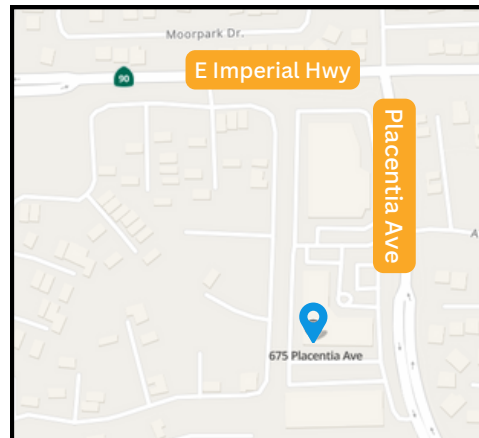 Moorpark Dr.
E Imperial Hwy
90
Placentia Ave
A
675 Placentia Ave